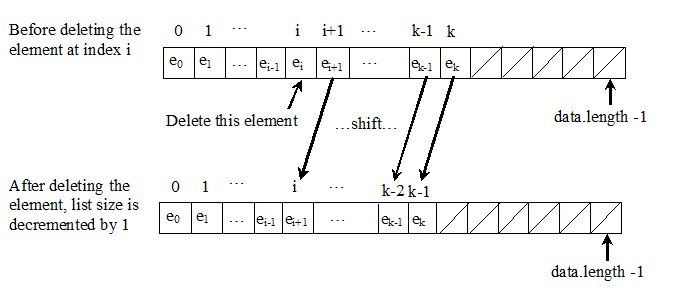 Before deleting the
element at index i
0 1 ... i i+1 ... k-1 k
e0 e1 ... ei-1 ei ei+1 ... ek-1 ek
Delete this element
...shift...
data.length -1
After deleting the
element, list size is
decremented by 1
0 1 ... i ... k-2 k-1
e0 e1 ... ei-1 ei+1 ... ek-1 ek
data.length -1